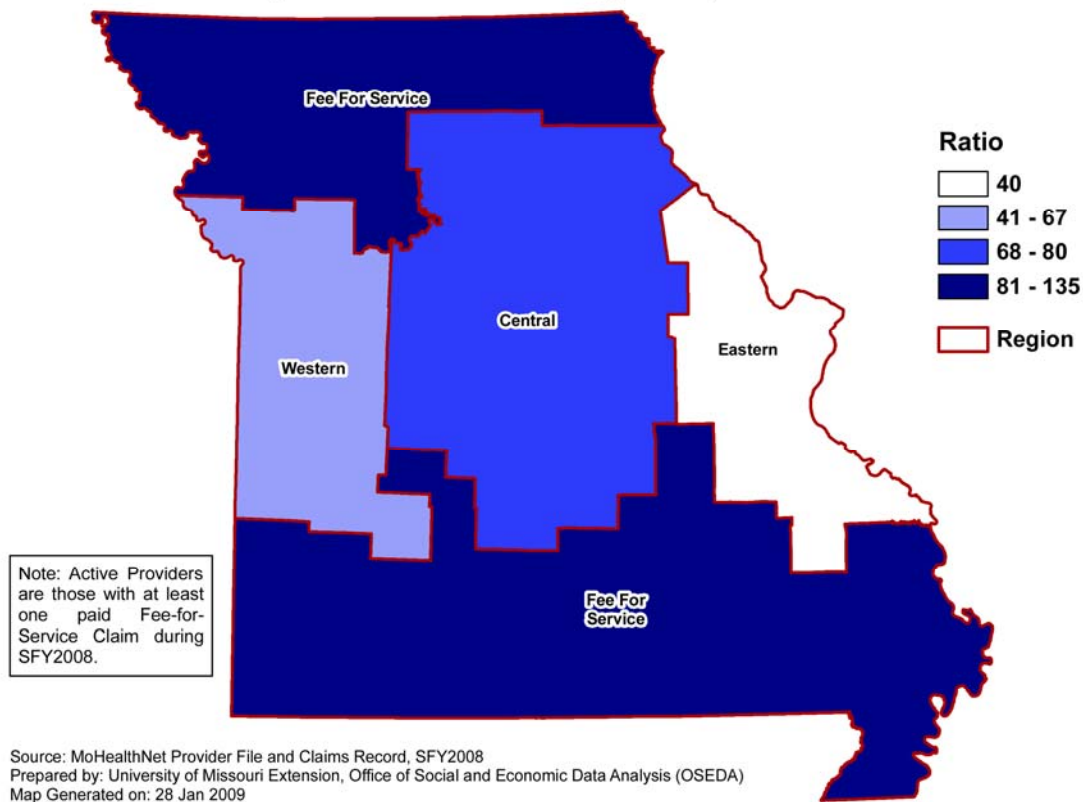 Fee For Service
Ratio
40
41 - 67
68 - 80
81 - 135
Region
Central
Western
Eastern
Fee For
Service
Note: Active Providers
are those with at least
one paid Fee-for-
Service Claim during
SFY2008.
Source: MoHealthNet Provider File and Claims Record, SFY2008
Prepared by: University of Missouri Extension, Office of Social and Economic Data Analysis (OSEDA)
Map Generated on: 28 Jan 2009